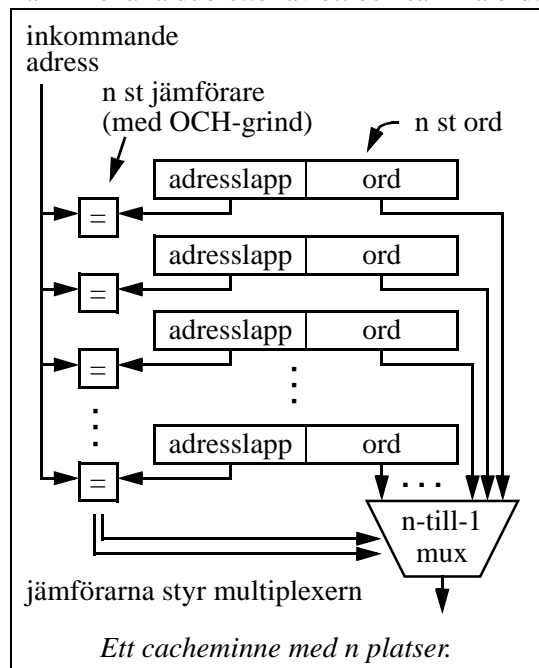 inkommande
adress
n st jämförare
(med OCH-grind)
n st ord
adresslapp ord
=
adresslapp ord
=
adresslapp ord
=
adresslapp ord
=
n-till-1
mux
jämförarna styr multiplexern
Ett cacheminne med n platser.